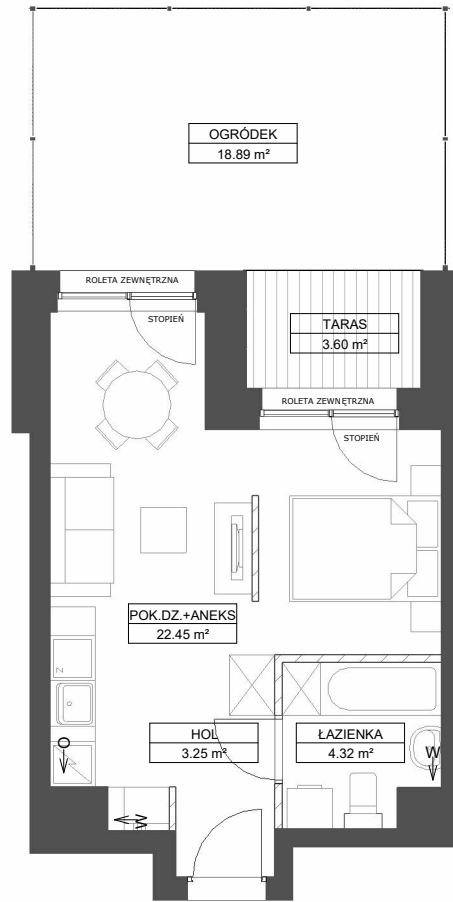 OGRÓDEK
18.89 m²
ROLETA ZEWNĘTRZNA
STOPIEŃ
TARAS
3.60 m²
ROLETA ZEWNĘTRZNA
STOPIEŃ
POK.DZ.+ANEKS
22.45 m²
Z
HOL
3.25 m²
ŁAZIENKA
4.32 m²
O
W
W